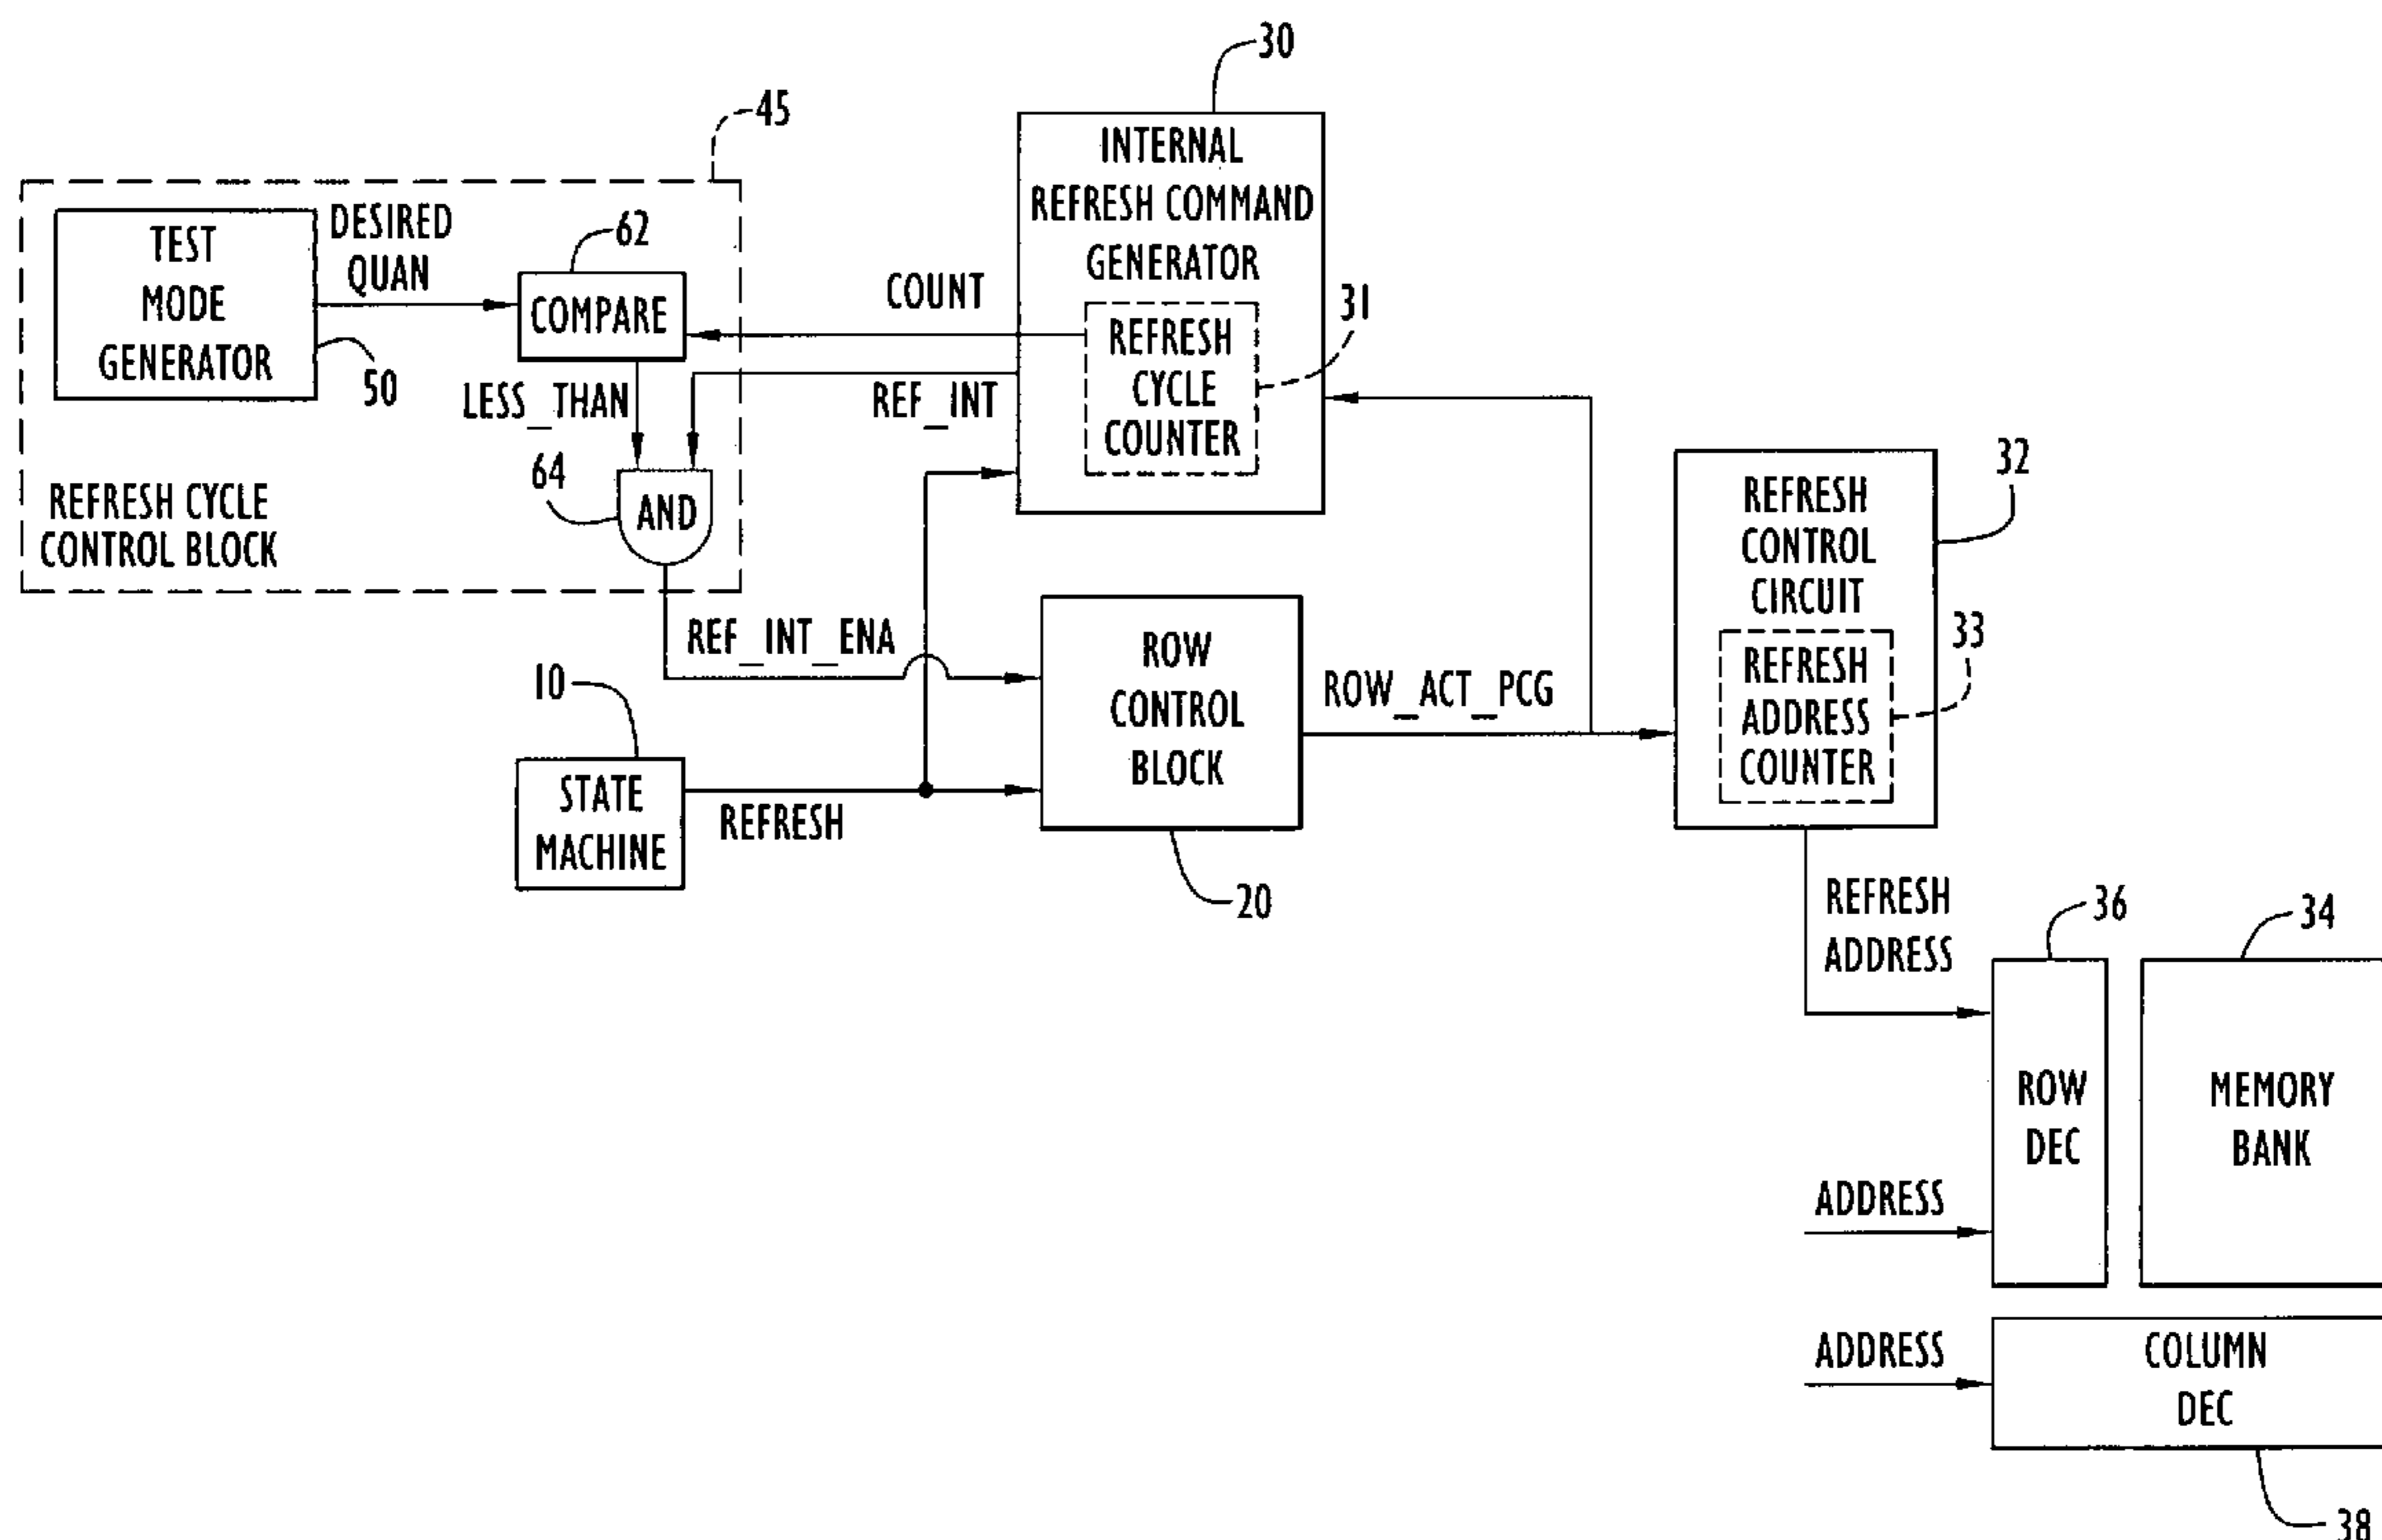 30
INTERNAL
REFRESH COMMAND
GENERATOR
31
REFRESH
CYCLE
COUNTER
45
TEST
MODE
GENERATOR
50
DESIRED
QUAN
62
COMPARE
COUNT
LESS_THAN
REF_INT
64
AND
REFRESH CYCLE
CONTROL BLOCK
REF_INT_ENA
10
STATE
MACHINE
REFRESH
ROW
CONTROL
BLOCK
20
ROW_ACT_PCG
32
REFRESH
CONTROL
CIRCUIT
33
REFRESH
ADDRESS
COUNTER
REFRESH
ADDRESS
36
34
ROW
DEC
MEMORY
BANK
ADDRESS
ADDRESS
COLUMN
DEC
38